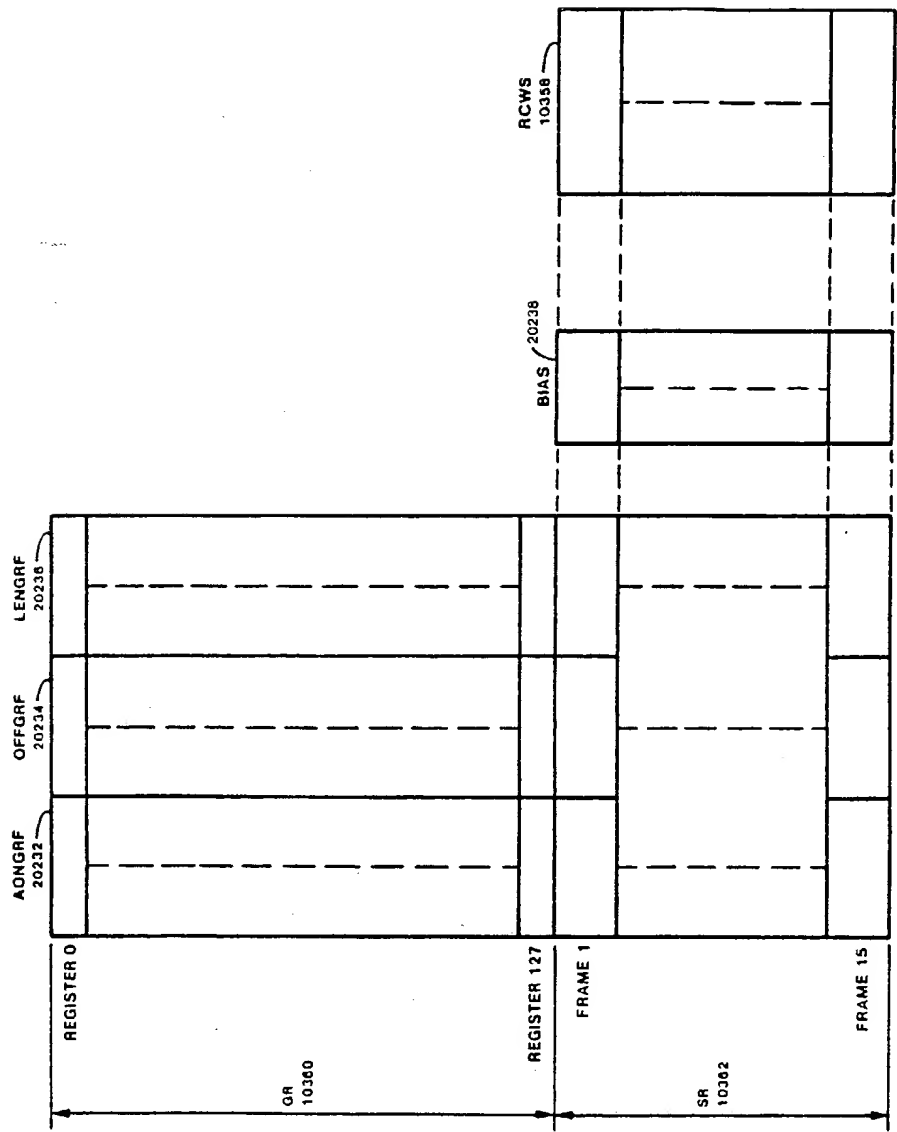 AONGRF
20232
OFFGRF
20234
LENGRF
20236
REGISTER 0
GR
10360
REGISTER 127
FRAME 1
SR
10362
FRAME 15
BIAS
20238
RCWS
10358